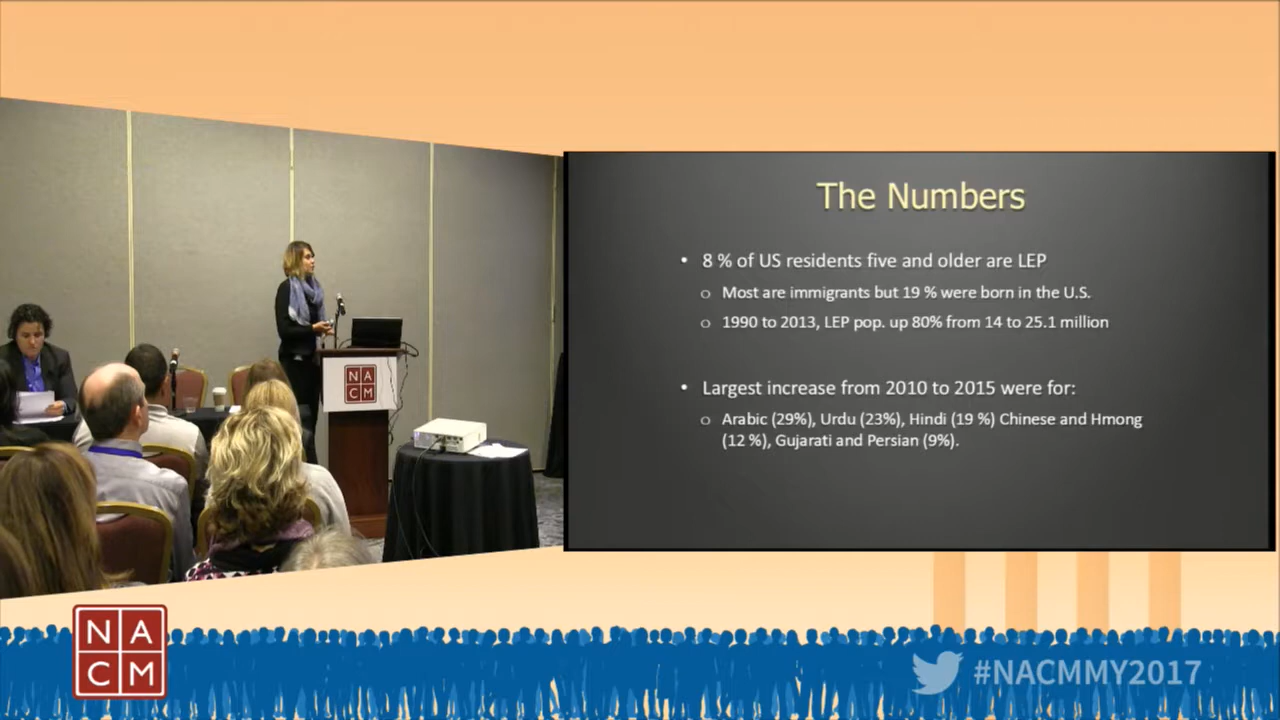 The Numbers
• 8 % of US residents five and older are LEP
o Most are immigrants but 19 % were born in the U.S.
o 1990 to 2013, LEP pop. up 80% from 14 to 25.1 million
• Largest increase from 2010 to 2015 were for:
o Arabic (29%), Urdu (23%), Hindi (19 %) Chinese and Hmong
(12 %), Gujarati and Persian (9%).
NA
CM
NA
CM
#NACMMY2017